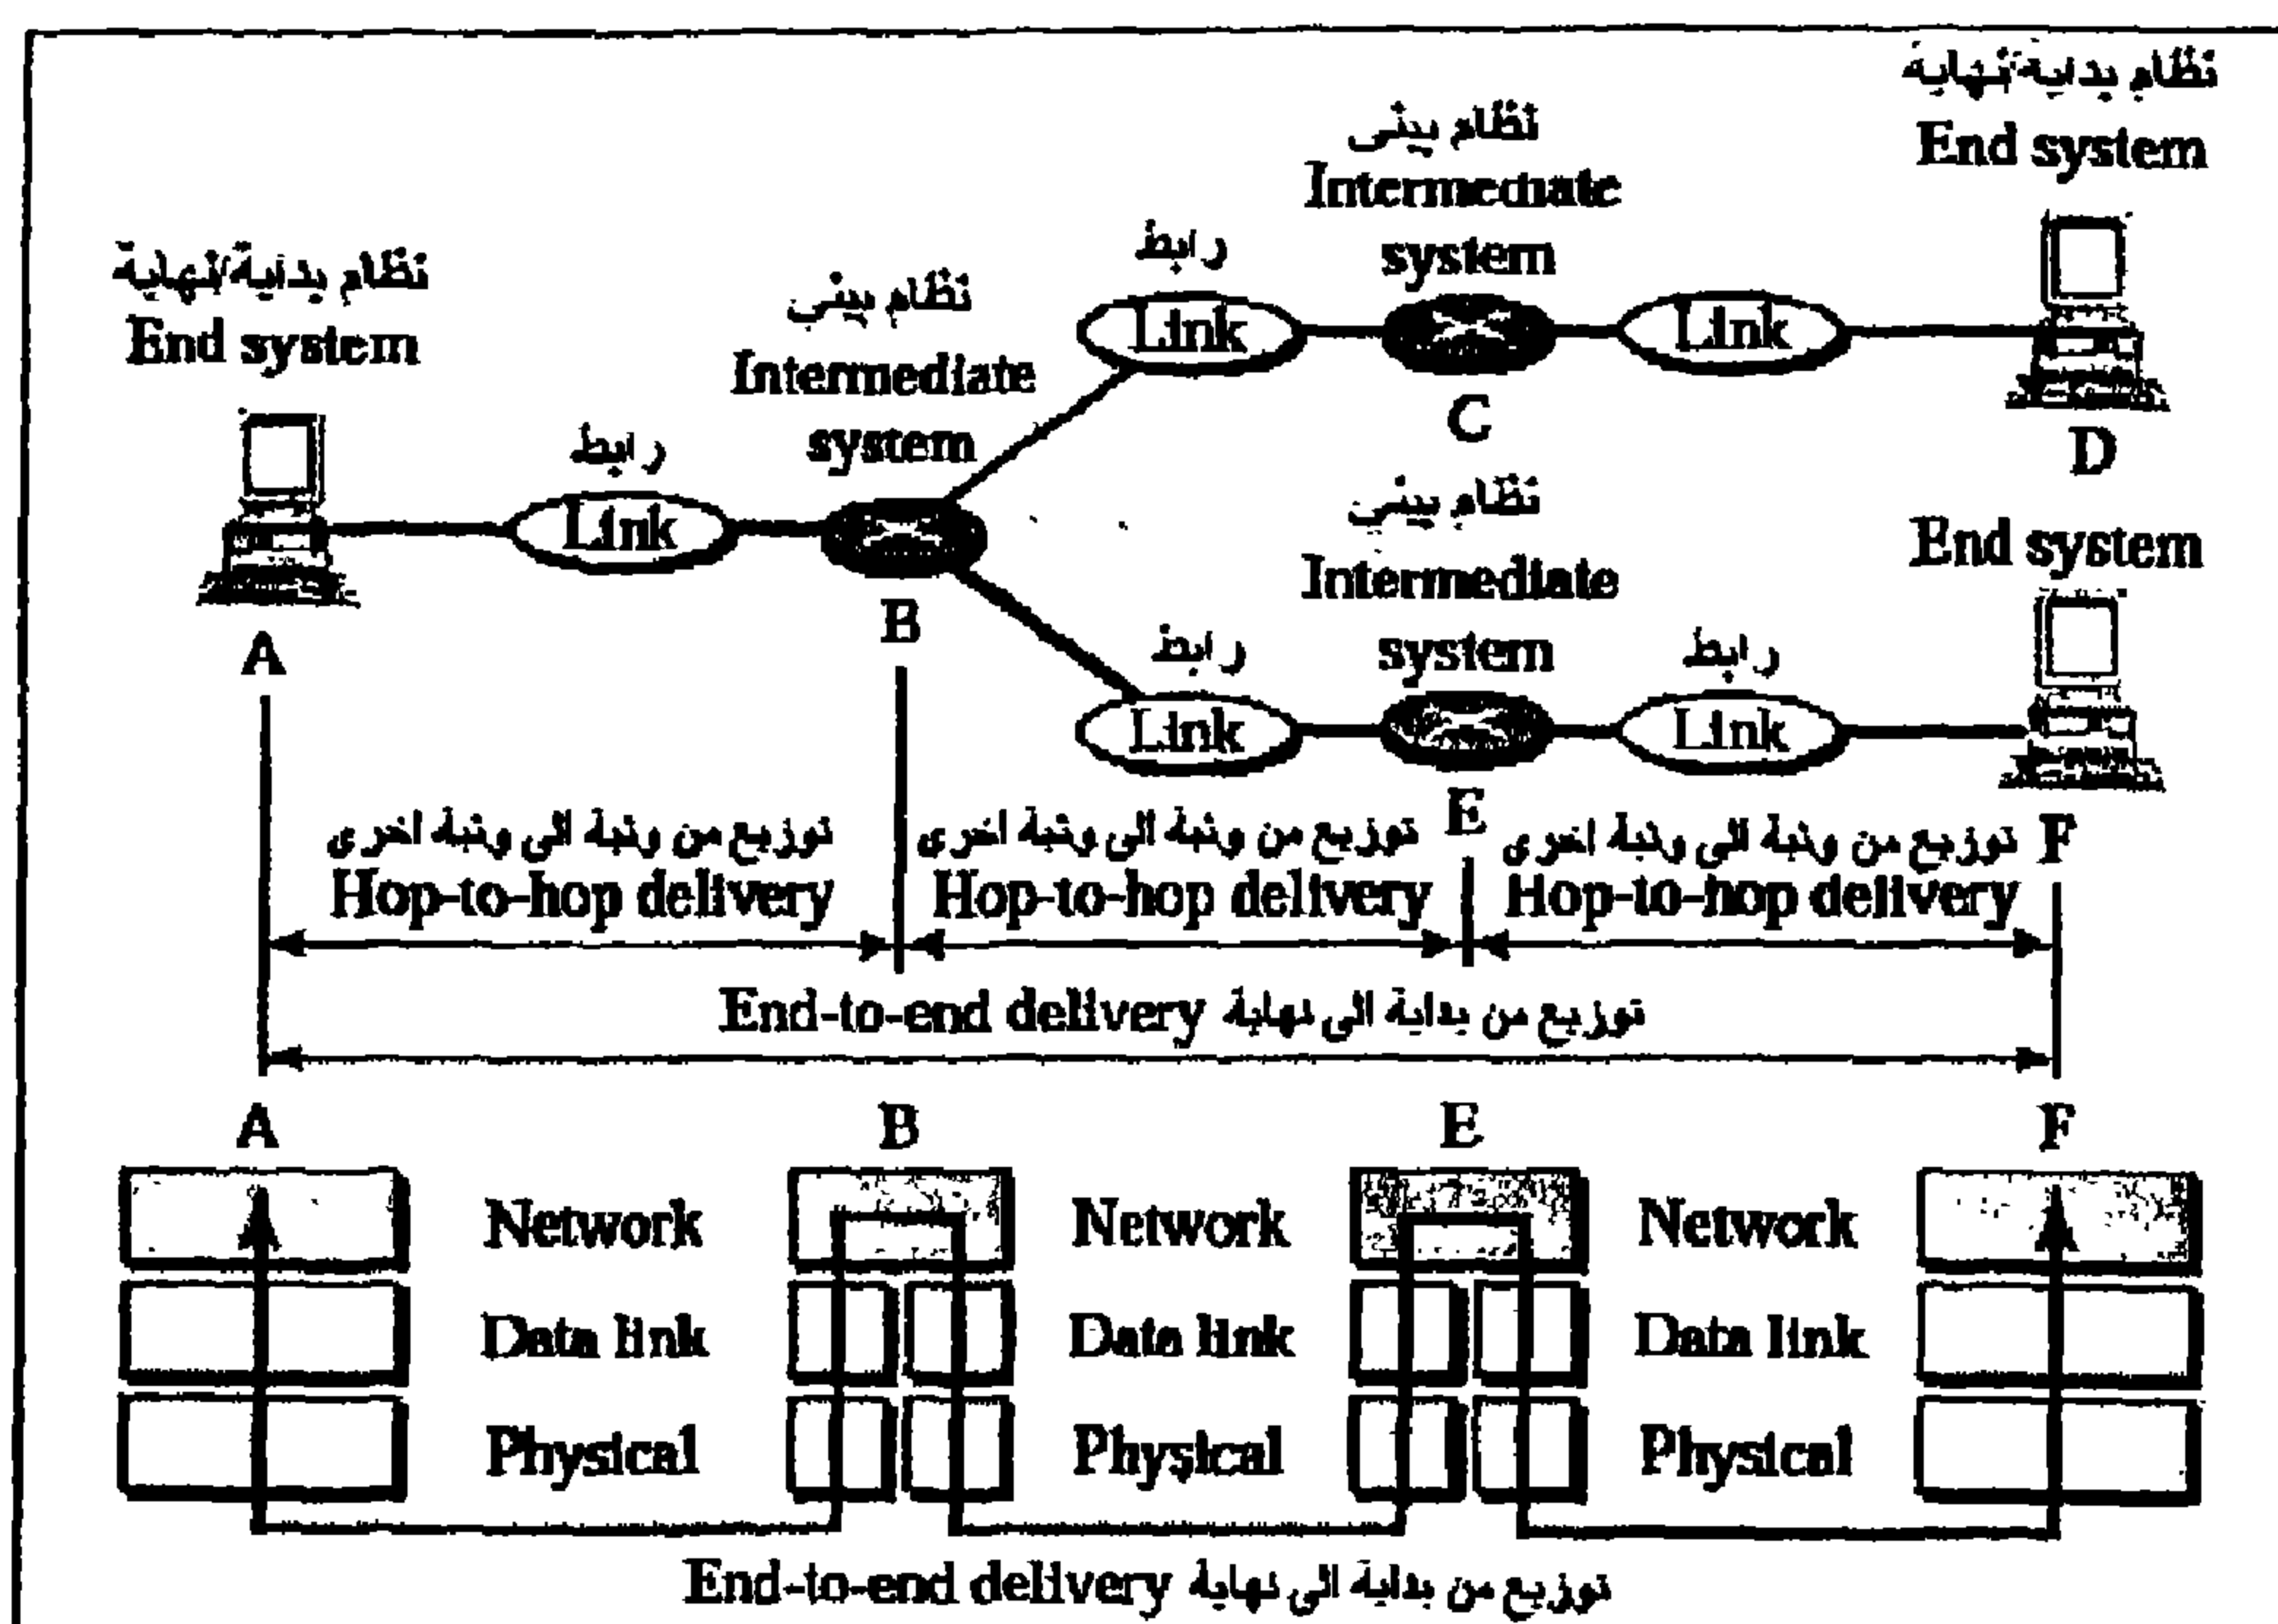 نظام بداية/نهاية
End system
نظام بيني
Intermediate
system
نظام بداية/نهاية
End system
رابط
Link
Link
C
D
نظام بيني
Intermediate
system
رابط
Link
B
A
نظام بيني
Intermediate
system
End system
رابط
Link
رابط
Link
E
F
توزيع من وثبة الى وثبة اخرى
Hop-to-hop delivery
توزيع من وثبة الى وثبة اخرى
Hop-to-hop delivery
توزيع من وثبة الى وثبة اخرى
Hop-to-hop delivery
End-to-end delivery توزيع من بداية الى نهاية
A B E F
Network Network Network
Data link Data link Data link
Physical Physical Physical
End-to-end delivery توزيع من بداية الى نهاية